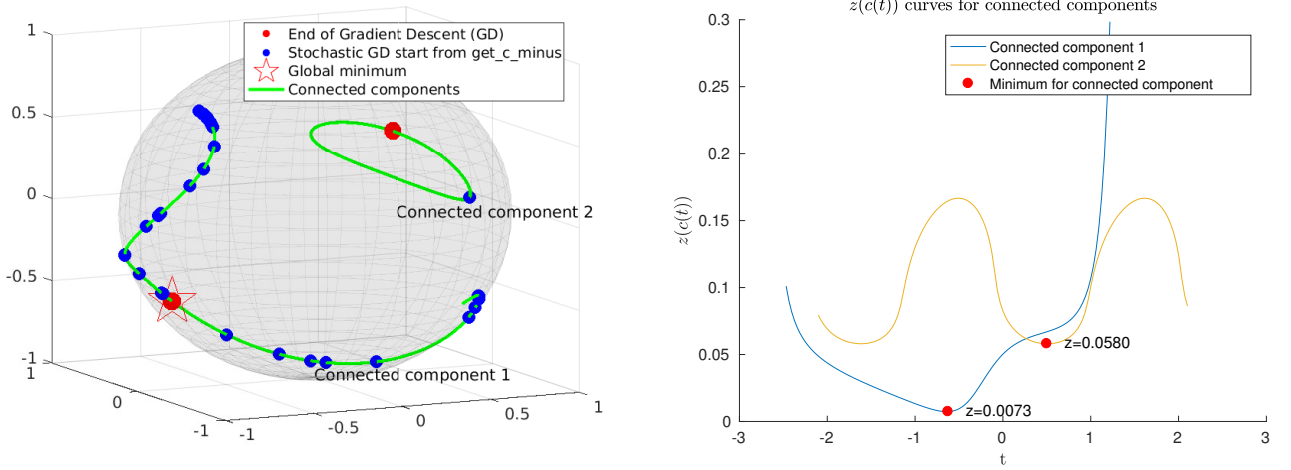 End of Gradient Descent (GD)
Stochastic GD start from get_c_minus
Global minimum
Connected components
1
0.5
0
-0.5
-1
1
0
-1
-1
-0.5
0
0.5
1
Connected component 2
Connected component 1
z(c(t)) curves for connected components
Connected component 1
Connected component 2
Minimum for connected component
z(c(t))
0.3
0.25
0.2
0.15
0.1
0.05
0
z=0.0580
z=0.0073
-3
-2
-1
0
1
2
3
t